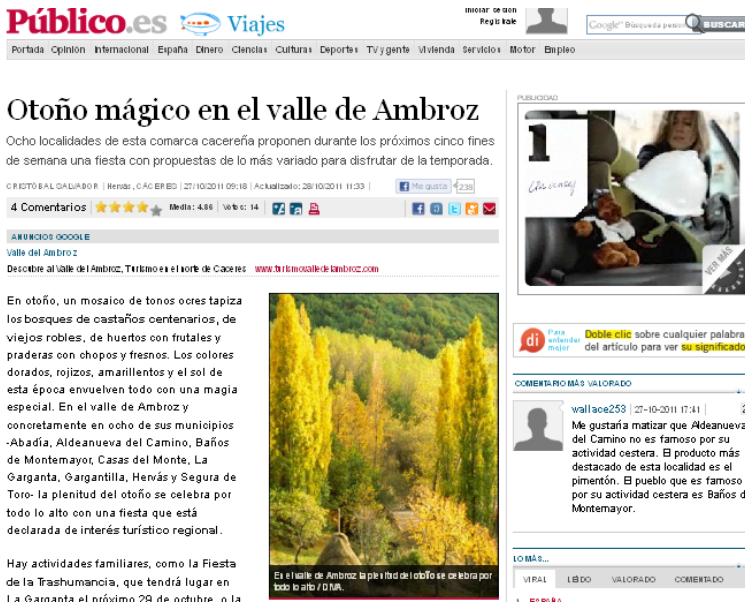 Público.es Viajes
Iniciar sesión
Regístrate
Google™ Búsqueda person
BUSCAR
Portada Opinión Internacional España Dinero Ciencias Culturas Deportes TV y gente Vivienda Servicios Motor Empleo
Otoño mágico en el valle de Ambroz
Ocho localidades de esta comarca cacereña proponen durante los próximos cinco fines
de semana una fiesta con propuestas de lo más variado para disfrutar de la temporada.
CRISTÓBAL SALVADOR | Hervás, CÁCERES | 27/10/2011 09:18 | Actualizado: 28/10/2011 11:33 |
Me gusta 238
4 Comentarios Media: 4.86 Votos: 14
ANUNCIOS GOOGLE
Valle del Ambroz
Descubre al Valle del Ambroz, Turismo en el norte de Caceres www.turismovalledelambroz.com
En otoño, un mosaico de tonos ocres tapiza
los bosques de castaños centenarios, de
viejos robles, de huertos con frutales y
praderas con chopos y fresnos. Los colores
dorados, rojizos, amarillentos y el sol de
esta época envuelven todo con una magia
especial. En el valle de Ambroz y
concretamente en ocho de sus municipios
-Abadía, Aldeanueva del Camino, Baños
de Montemayor, Casas del Monte, La
Garganta, Gargantilla, Hervás y Segura de
Toro- la plenitud del otoño se celebra por
todo lo alto con una fiesta que está
declarada de interés turístico regional.
Hay actividades familiares, como la Fiesta
de la Trashumancia, que tendrá lugar en
La Garganta el próximo 29 de octubre, o la
En el valle de Ambroz la plenitud del otoño se celebra por
todo lo alto / DIVA.
PUBLICIDAD
1
VER MÁS
di Para entender mejor
Doble clic sobre cualquier palabra
del artículo para ver su significado
COMENTARIO MÁS VALORADO
wallace253 | 27-10-2011 17:41 |
Me gustaría matizar que Aldeanueva
del Camino no es famoso por su
actividad cestera. El producto más
destacado de esta localidad es el
pimentón. El pueblo que es famoso
por su actividad cestera es Baños d
Montemayor.
LO MÁS...
VIRAL LEÍDO VALORADO COMENTADO
1 ESPAÑA